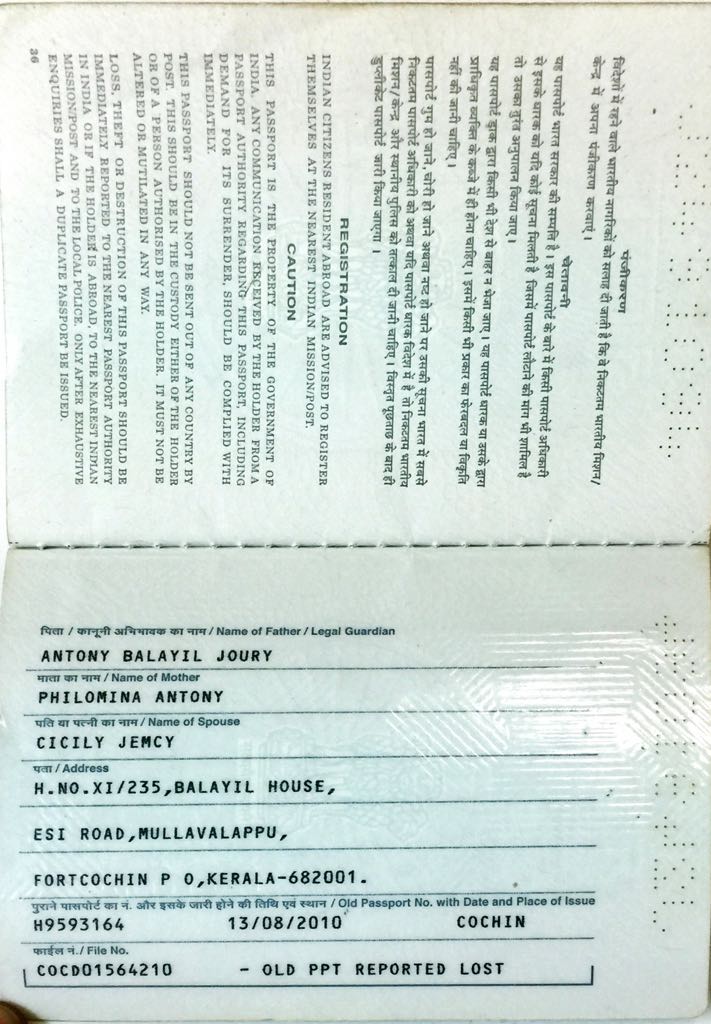 पंजीकरण
विदेशों में रहने वाले भारतीय नागरिकों को सलाह दी जाती है कि वे निकटतम भारतीय मिशन/
केन्द्र में अपना पंजीकरण करवाएं।
चेतावनी
यह पासपोर्ट भारत सरकार की सम्पत्ति है। इस पासपोर्ट के बारे में किसी पासपोर्ट अधिकारी
से इसके धारक को यदि कोई सूचना मिलती है जिसमें पासपोर्ट लौटाने की मांग भी शामिल है
तो उसका तुरंत अनुपालन किया जाए।
यह पासपोर्ट डाक द्वारा किसी भी देश से बाहर न भेजा जाए। यह पासपोर्ट धारक या उसके द्वारा
प्राधिकृत व्यक्ति के कब्जे में ही होना चाहिए। इसमें किसी भी प्रकार का फेरबदल या विकृति
नहीं की जानी चाहिए।
पासपोर्ट गुम हो जाने, चोरी हो जाने अथवा नष्ट हो जाने पर उसकी सूचना भारत में सबसे
निकटतम पासपोर्ट अधिकारी को अथवा यदि पासपोर्ट धारक विदेश में है तो निकटतम भारतीय
मिशन/केन्द्र और स्थानीय पुलिस को तत्काल दी जानी चाहिए। विस्तृत पूछताछ के बाद ही
डुप्लीकेट पासपोर्ट जारी किया जाएगा।
REGISTRATION
INDIAN CITIZENS RESIDENT ABROAD ARE ADVISED TO REGISTER
THEMSELVES AT THE NEAREST INDIAN MISSION/POST.
CAUTION
THIS PASSPORT IS THE PROPERTY OF THE GOVERNMENT OF
INDIA. ANY COMMUNICATION RECEIVED BY THE HOLDER FROM A
PASSPORT AUTHORITY REGARDING THIS PASSPORT, INCLUDING
DEMAND FOR ITS SURRENDER, SHOULD BE COMPLIED WITH
IMMEDIATELY.
THIS PASSPORT SHOULD NOT BE SENT OUT OF ANY COUNTRY BY
POST. THIS SHOULD BE IN THE CUSTODY EITHER OF THE HOLDER
OR OF A PERSON AUTHORISED BY THE HOLDER. IT MUST NOT BE
ALTERED OR MUTILATED IN ANY WAY.
LOSS, THEFT OR DESTRUCTION OF THIS PASSPORT SHOULD BE
IMMEDIATELY REPORTED TO THE NEAREST PASSPORT AUTHORITY
IN INDIA OR IF THE HOLDER IS ABROAD, TO THE NEAREST INDIAN
MISSION/POST AND TO THE LOCAL POLICE. ONLY AFTER EXHAUSTIVE
ENQUIRIES SHALL A DUPLICATE PASSPORT BE ISSUED.
36
पिता / कानूनी अभिभावक का नाम / Name of Father / Legal Guardian
ANTONY BALAYIL JOURY
माता का नाम / Name of Mother
PHILOMINA ANTONY
पति या पत्नी का नाम / Name of Spouse
CICILY JEMCY
पता / Address
H.NO.XI/235,BALAYIL HOUSE,
ESI ROAD,MULLAVALAPPU,
FORTCOCHIN P O,KERALA-682001.
पुराने पासपोर्ट का नं. और इसके जारी होने की तिथि एवं स्थान / Old Passport No. with Date and Place of Issue
H9593164 13/08/2010 COCHIN
फाईल नं. / File No.
COCD01564210 - OLD PPT REPORTED LOST